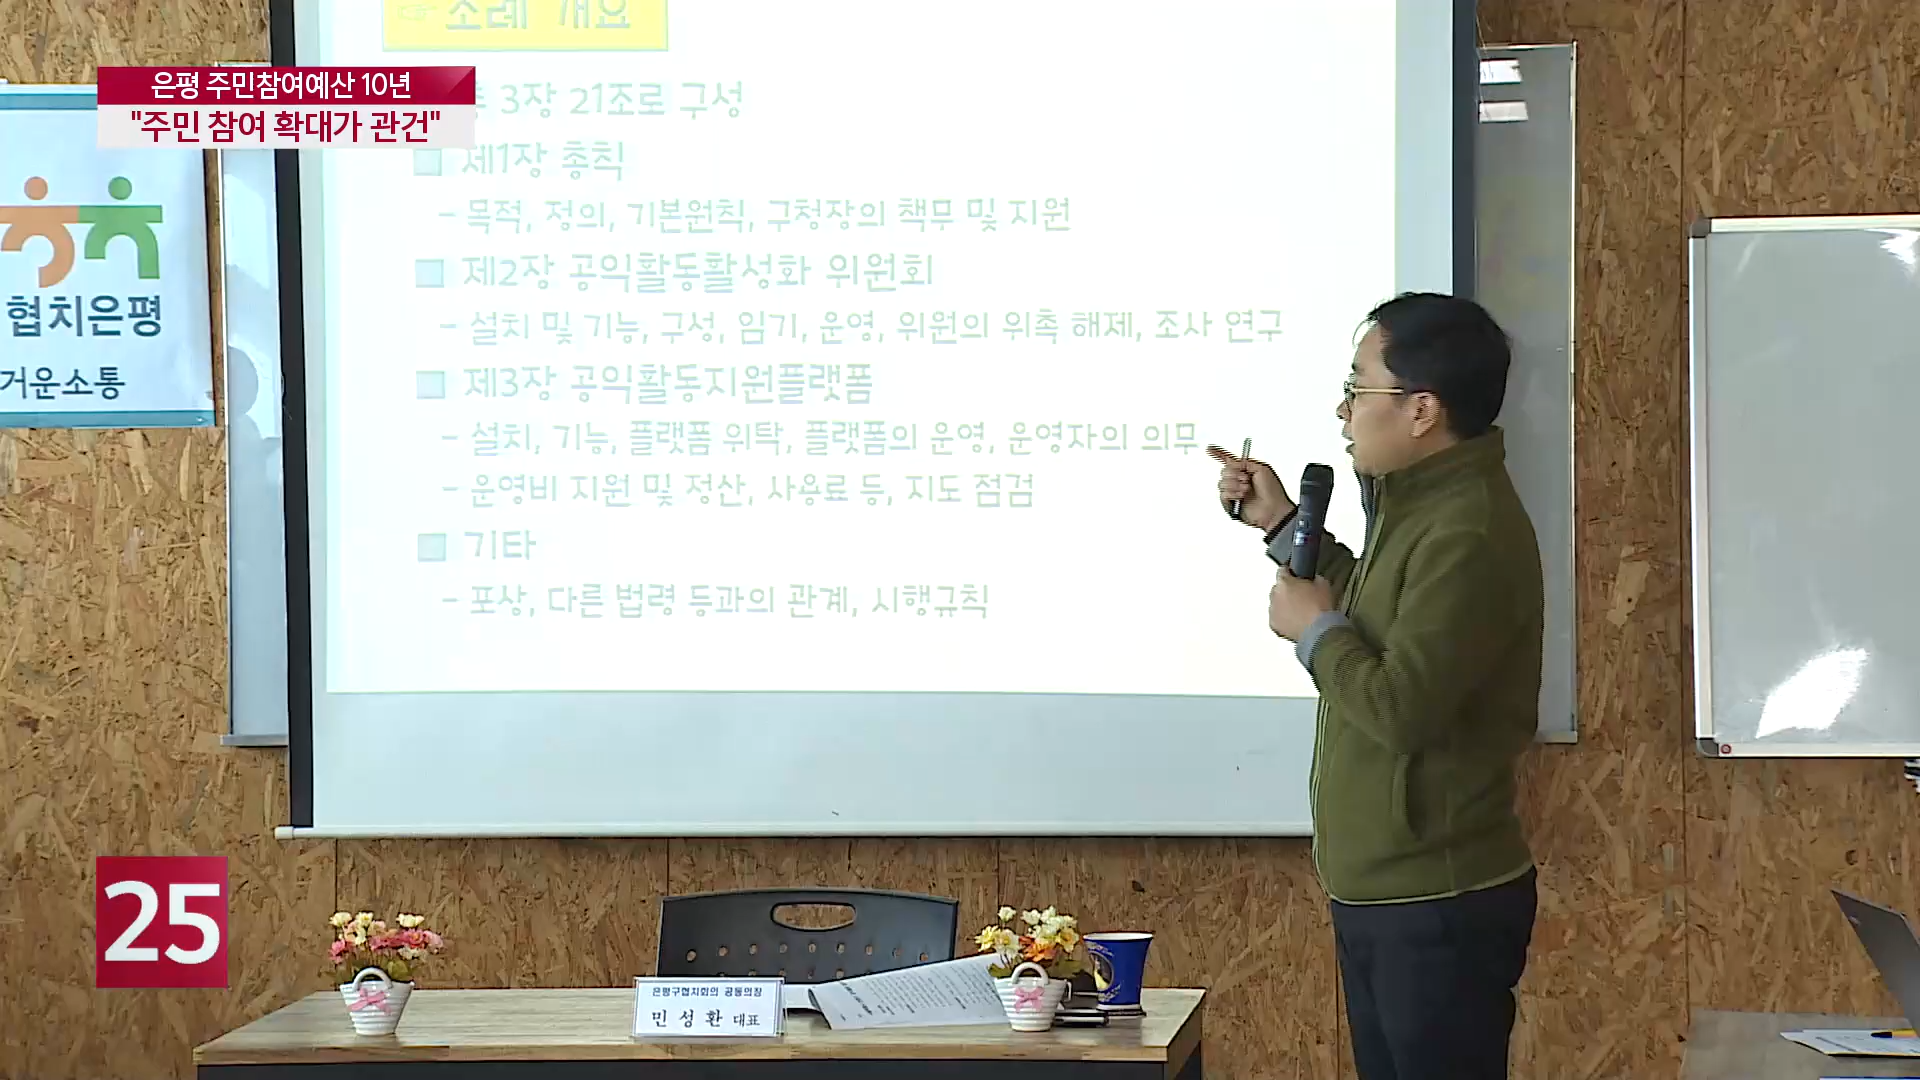 은평 주민참여예산 10년
"주민 참여 확대가 관건"
조례 개요
총 3장 21조로 구성
제1장 총칙
- 목적, 정의, 기본원칙, 구청장의 책무 및 지원
제2장 공익활동활성화 위원회
- 설치 및 기능, 구성, 임기, 운영, 위원의 위촉 해제, 조사 연구
제3장 공익활동지원플랫폼
- 설치, 기능, 플랫폼 위탁, 플랫폼의 운영, 운영자의 의무
- 운영비 지원 및 정산, 사용료 등, 지도 점검
기타
- 포상, 다른 법령 등과의 관계, 시행규칙
협치은평
거운소통
25
은평구협치회의 공동의장
민성환 대표